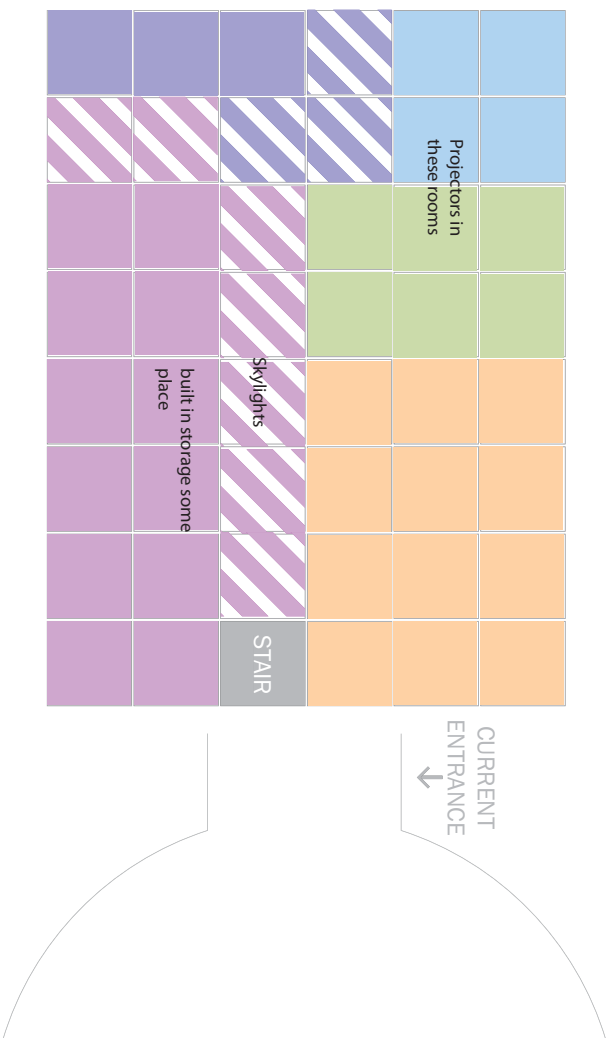 Projectors in
these rooms
Skylights
built in storage some
place
STAIR
CURRENT
ENTRANCE